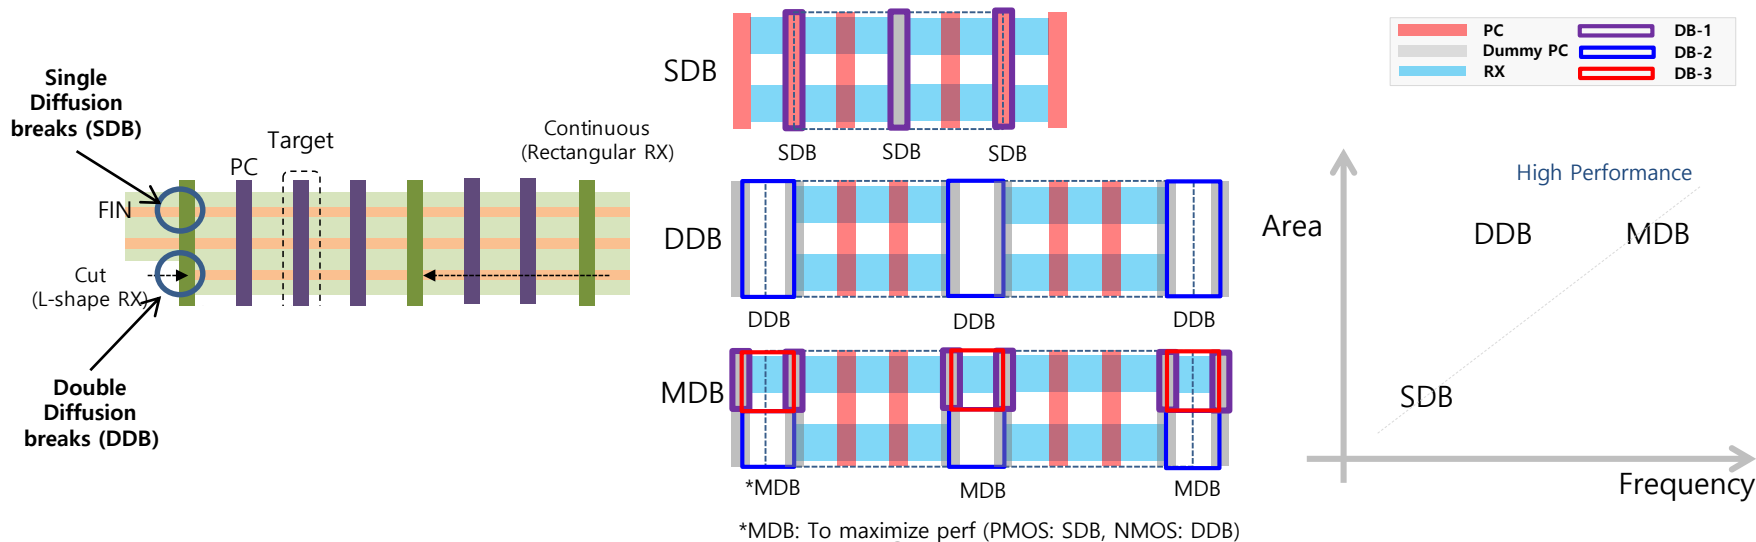 Single
Diffusion
breaks (SDB)
Target
PC
Continuous
(Rectangular RX)
FIN
Cut
(L-shape RX)
Double
Diffusion
breaks (DDB)
SDB
SDB
SDB
SDB
DDB
DDB
DDB
DDB
MDB
*MDB
MDB
MDB
*MDB: To maximize perf (PMOS: SDB, NMOS: DDB)
PC
DB-1
Dummy PC
DB-2
RX
DB-3
High Performance
Area
DDB
MDB
SDB
Frequency